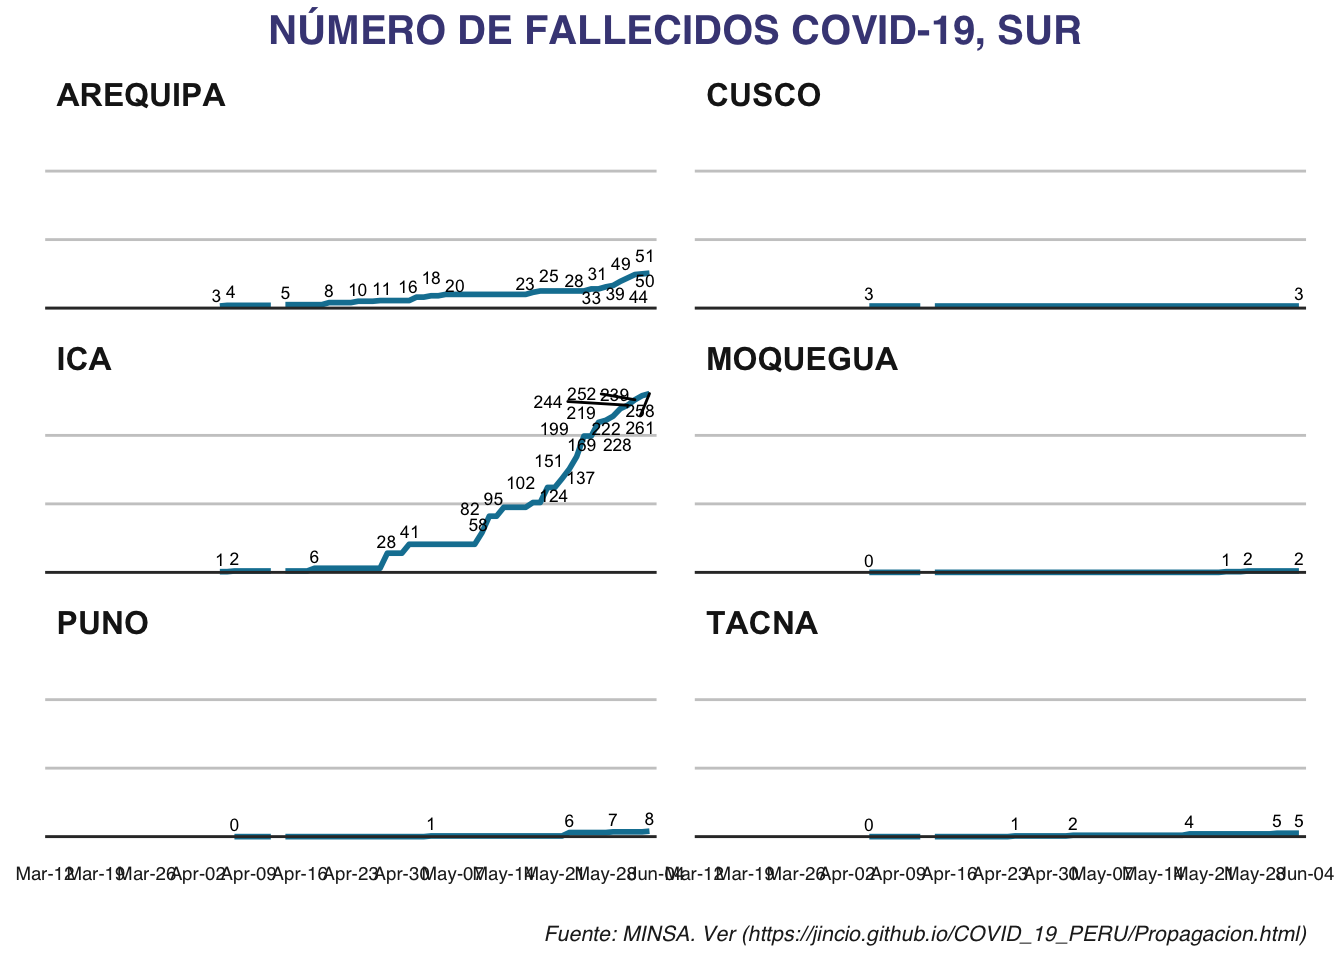 NÚMERO DE FALLECIDOS COVID-19, SUR
AREQUIPA
3 4 5 8 10 11 16 18 20 23 25 28 31 33 39 49 44 50 51
CUSCO
3 3
ICA
1 2 6 28 41 58 82 95 102 124 137 151 169 199 219 222 228 239 244 252 258 261
MOQUEGUA
0 1 2 2
PUNO
0 1 6 7 8
TACNA
0 1 2 4 5 5
Mar-12 Mar-19 Mar-26 Apr-02 Apr-09 Apr-16 Apr-23 Apr-30 May-07 May-14 May-21 May-28 Jun-04 Mar-12 Mar-19 Mar-26 Apr-02 Apr-09 Apr-16 Apr-23 Apr-30 May-07 May-14 May-21 May-28 Jun-04
Fuente: MINSA. Ver (https://jincio.github.io/COVID_19_PERU/Propagacion.html)